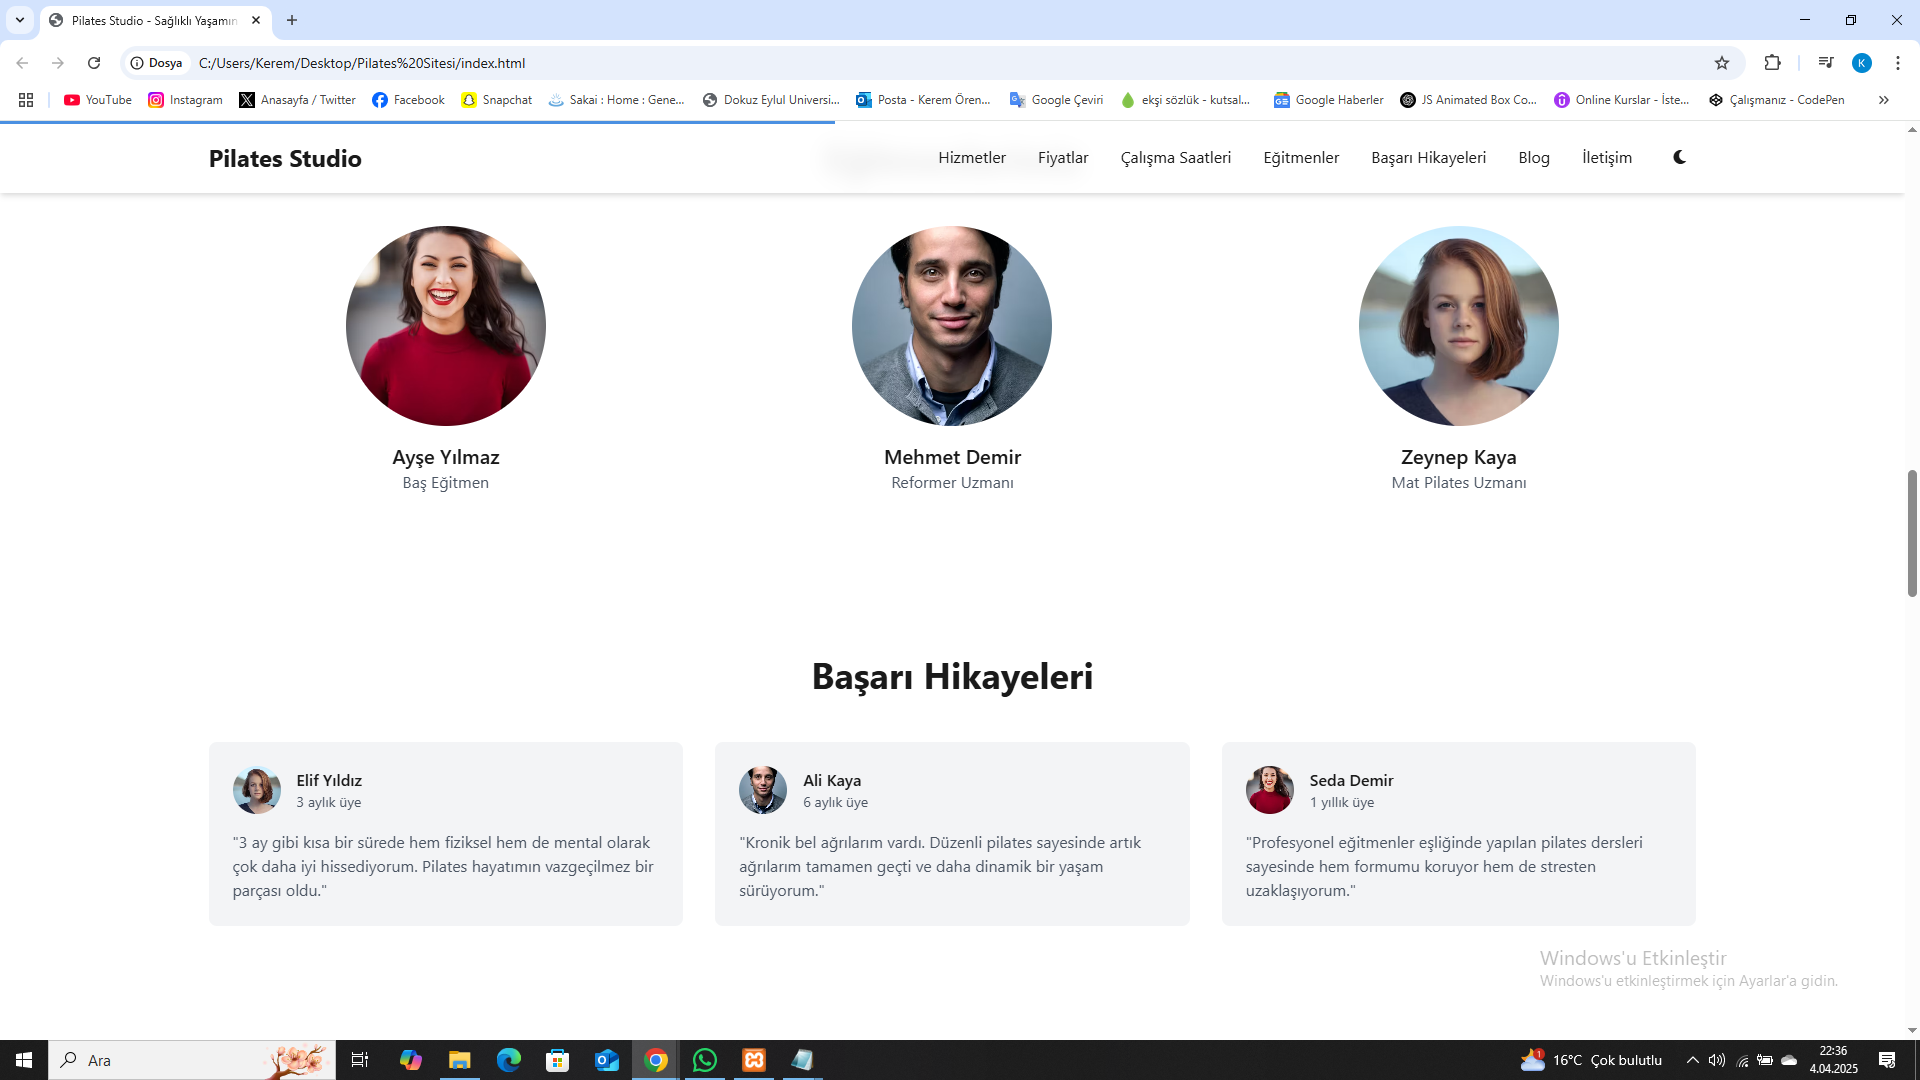 Pilates Studio - Sağlıklı Yaşamın
Dosya
C:/Users/Kerem/Desktop/Pilates%20Sitesi/index.html
K
YouTube
Instagram
Anasayfa / Twitter
Facebook
Snapchat
Sakai : Home : Gene...
Dokuz Eylul Universi...
Posta - Kerem Ören...
Google Çeviri
ekşi sözlük - kutsal...
Google Haberler
JS Animated Box Co...
Online Kurslar - İste...
Çalışmanız - CodePen
Pilates Studio
Hizmetler
Fiyatlar
Çalışma Saatleri
Eğitmenler
Başarı Hikayeleri
Blog
İletişim
Ayşe Yılmaz
Baş Eğitmen
Mehmet Demir
Reformer Uzmanı
Zeynep Kaya
Mat Pilates Uzmanı
Başarı Hikayeleri
Elif Yıldız
3 aylık üye
"3 ay gibi kısa bir sürede hem fiziksel hem de mental olarak
çok daha iyi hissediyorum. Pilates hayatımın vazgeçilmez bir
parçası oldu."
Ali Kaya
6 aylık üye
"Kronik bel ağrılarım vardı. Düzenli pilates sayesinde artık
ağrılarım tamamen geçti ve daha dinamik bir yaşam
sürüyorum."
Seda Demir
1 yıllık üye
"Profesyonel eğitmenler eşliğinde yapılan pilates dersleri
sayesinde hem formumu koruyor hem de stresten
uzaklaşıyorum."
Windows'u Etkinleştir
Windows'u etkinleştirmek için Ayarlar'a gidin.
Ara
1
16°C
Çok bulutlu
22:36
4.04.2025